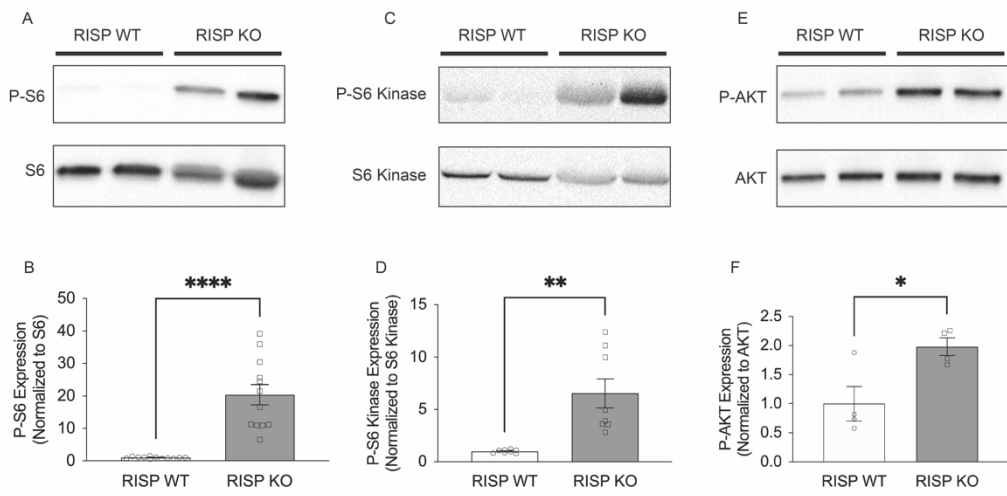 A
RISP WT
RISP KO
P-S6
S6
C
RISP WT
RISP KO
P-S6 Kinase
S6 Kinase
E
RISP WT
RISP KO
P-AKT
AKT
B
P-S6 Expression
(Normalized to S6)
50
40
30
20
10
0
****
RISP WT
RISP KO
D
P-S6 Kinase Expression
(Normalized to S6 Kinase)
15
10
5
0
**
RISP WT
RISP KO
F
P-AKT Expression
(Normalized to AKT)
2.5
2.0
1.5
1.0
0.5
0.0
*
RISP WT
RISP KO